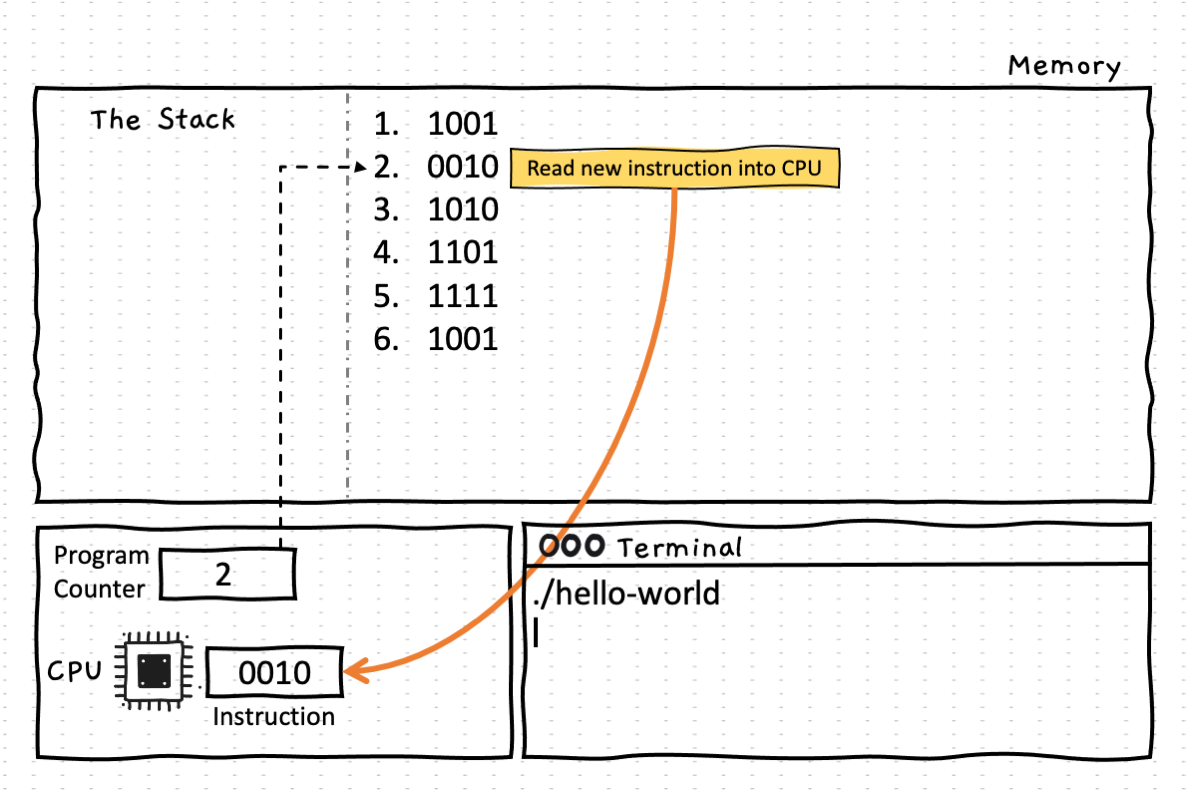 Memory
The Stack
1. 1001
2. 0010 Read new instruction into CPU
3. 1010
4. 1101
5. 1111
6. 1001
Program
Counter
2
CPU
0010
Instruction
Terminal
./hello-world